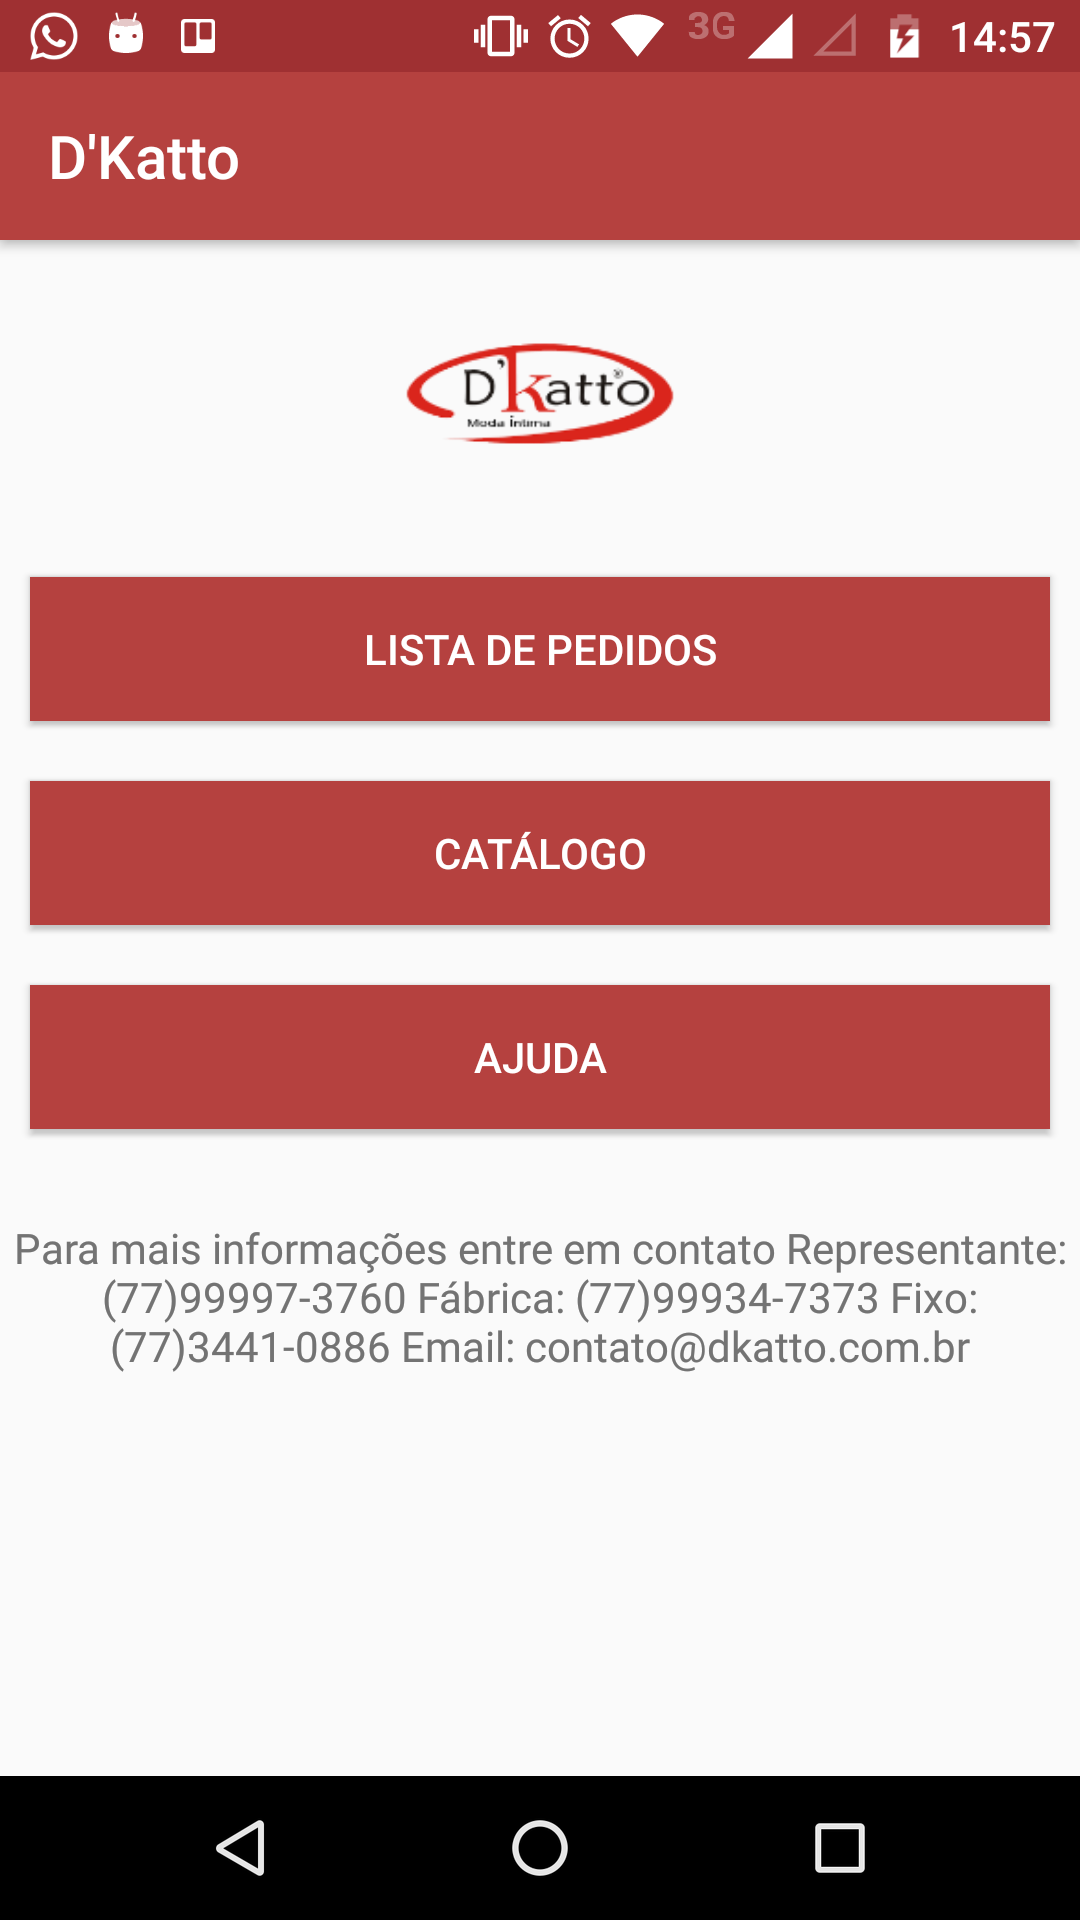 3G 14:57
D'Katto
D'Katto®
Moda Íntima
LISTA DE PEDIDOS
CATÁLOGO
AJUDA
Para mais informações entre em contato Representante:
(77)99997-3760 Fábrica: (77)99934-7373 Fixo:
(77)3441-0886 Email: contato@dkatto.com.br